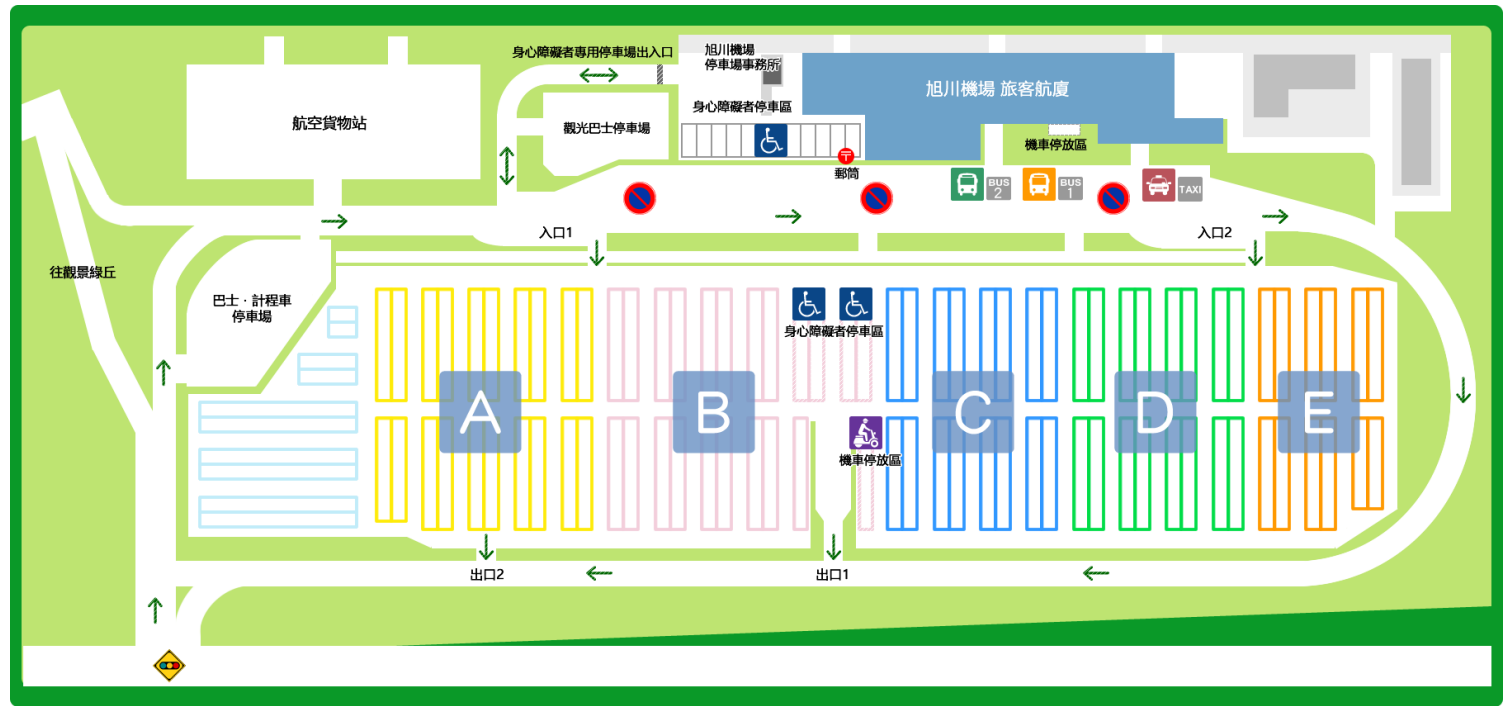 身心障礙者專用停車場出入口
旭川機場
停車場事務所
旭川機場 旅客航廈
航空貨物站
觀光巴士停車場
身心障礙者停車區
機車停放區
郵筒
BUS
2
BUS
1
TAXI
入口1
入口2
往觀景綠丘
巴士・計程車
停車場
身心障礙者停車區
A
B
C
D
E
機車停放區
出口2
出口1